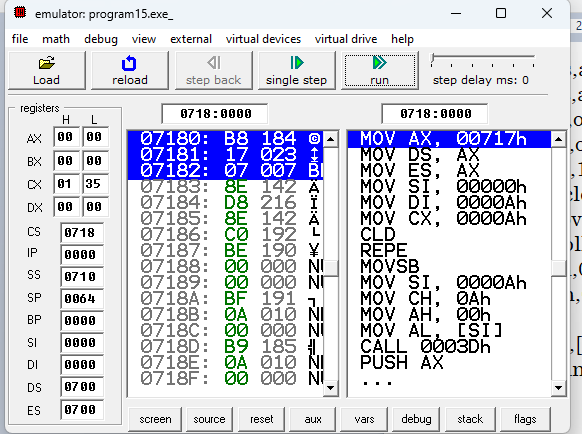 emulator: program15.exe_
file math debug view external virtual devices virtual drive help
Load reload step back single step run step delay ms: 0
registers
H L
AX 00 00
BX 00 00
CX 01 35
DX 00 00
CS 0718
IP 0000
SS 0710
SP 0064
BP 0000
SI 0000
DI 0000
DS 0700
ES 0700
0718:0000
07180: B8 184
07181: 17 023 ↨
07182: 07 007 BE
07183: 8E 142 Ä
07184: D8 216 ╪
07185: 8E 142 Ä
07186: C0 192 └
07187: BE 190
07188: 00 000 NU
07189: 00 000 NU
0718A: BF 191 ┐
0718B: 0A 010 N
0718C: 00 000 NU
0718D: B9 185 ╣
0718E: 0A 010 N
0718F: 00 000 NU
0718:0000
MOV AX, 00717h
MOV DS, AX
MOV ES, AX
MOV SI, 00000h
MOV DI, 0000Ah
MOV CX, 0000Ah
CLD
REPE
MOVSB
MOV SI, 0000Ah
MOV CH, 0Ah
MOV AH, 00h
MOV AL, [SI]
CALL 0003Dh
PUSH AX
...
screen source reset aux vars debug stack flags